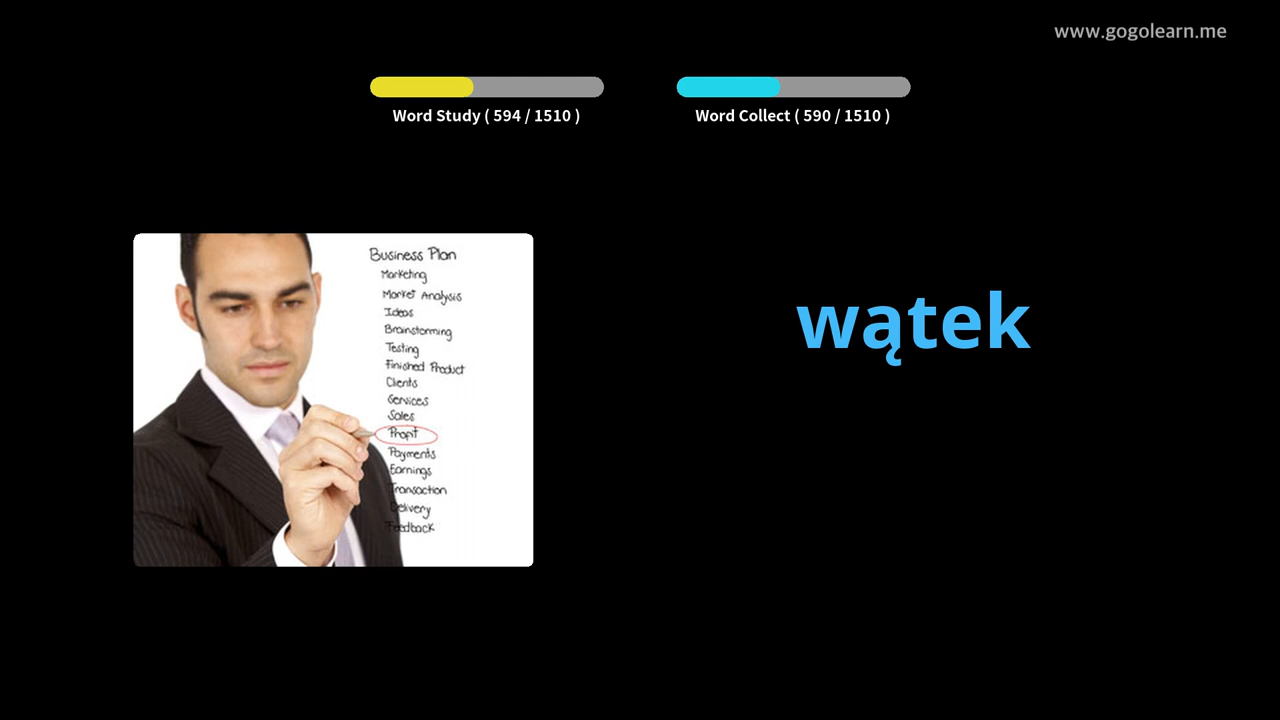 www.gogolearn.me
Word Study ( 594 / 1510 )
Word Collect ( 590 / 1510 )
Business Plan
Marketing
Market Analysis
Ideas
Brainstorming
Testing
Finished Product
Clients
Services
Sales
Profit
Payments
Earnings
Transaction
Delivery
Feedback
wątek